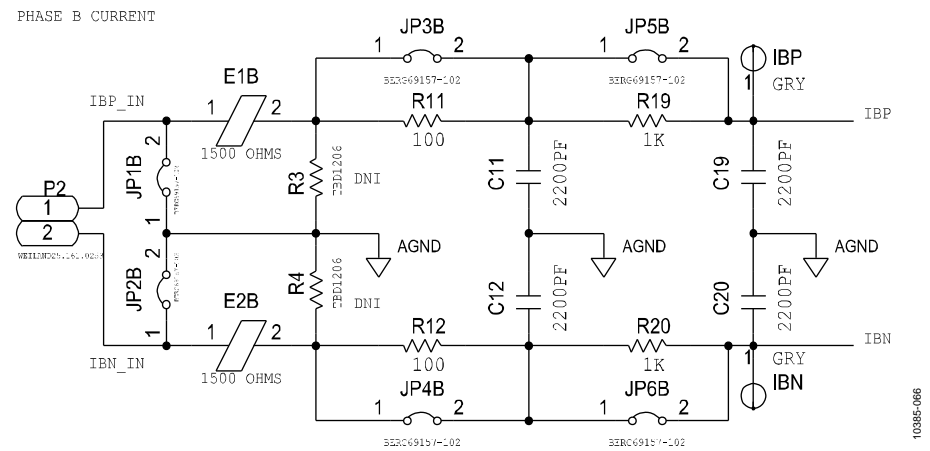 PHASE B CURRENT
JP3B
1 2
BERG69157-102
JP5B
1 2
BERG69157-102
IBP
1
GRY
E1B
IBP_IN
1 2
1500 OHMS
R11
100
R19
1K
IBP
JP1B
2
1
R3
TBD1206
DNI
C11
2200PF
C19
2200PF
P2
1
2
AGND
AGND
AGND
JP2B
2
1
R4
TBD1206
DNI
C12
2200PF
C20
2200PF
E2B
IBN_IN
1 2
1500 OHMS
R12
100
R20
1K
IBN
1
GRY
IBN
JP4B
1 2
BERG69157-102
JP6B
1 2
BERG69157-102
10385-066